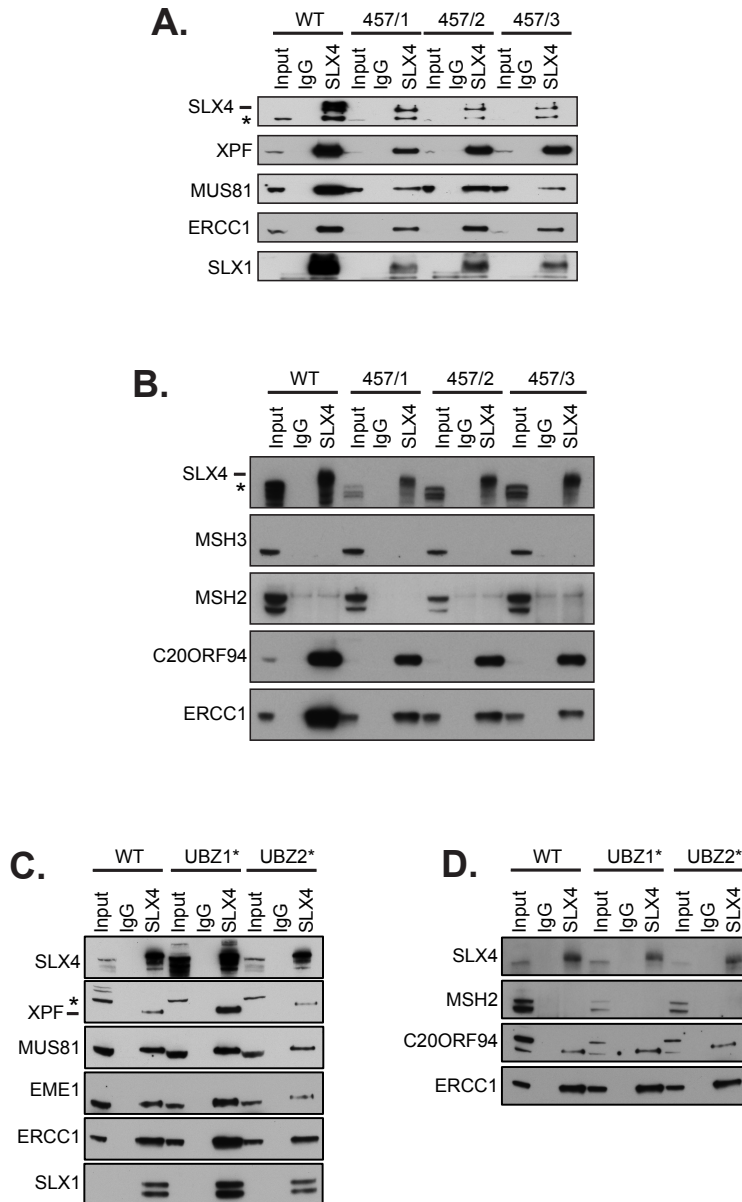 A.
WT 457/1 457/2 457/3
Input IgG SLX4 Input IgG SLX4 Input IgG SLX4 Input IgG SLX4
SLX4
*
XPF
MUS81
ERCC1
SLX1
B.
WT 457/1 457/2 457/3
Input IgG SLX4 Input IgG SLX4 Input IgG SLX4 Input IgG SLX4
SLX4
*
MSH3
MSH2
C20ORF94
ERCC1
C.
WT UBZ1* UBZ2*
Input IgG SLX4 Input IgG SLX4 Input IgG SLX4
SLX4
*
XPF
MUS81
EME1
ERCC1
SLX1
D.
WT UBZ1* UBZ2*
Input IgG SLX4 Input IgG SLX4 Input IgG SLX4
SLX4
MSH2
C20ORF94
ERCC1